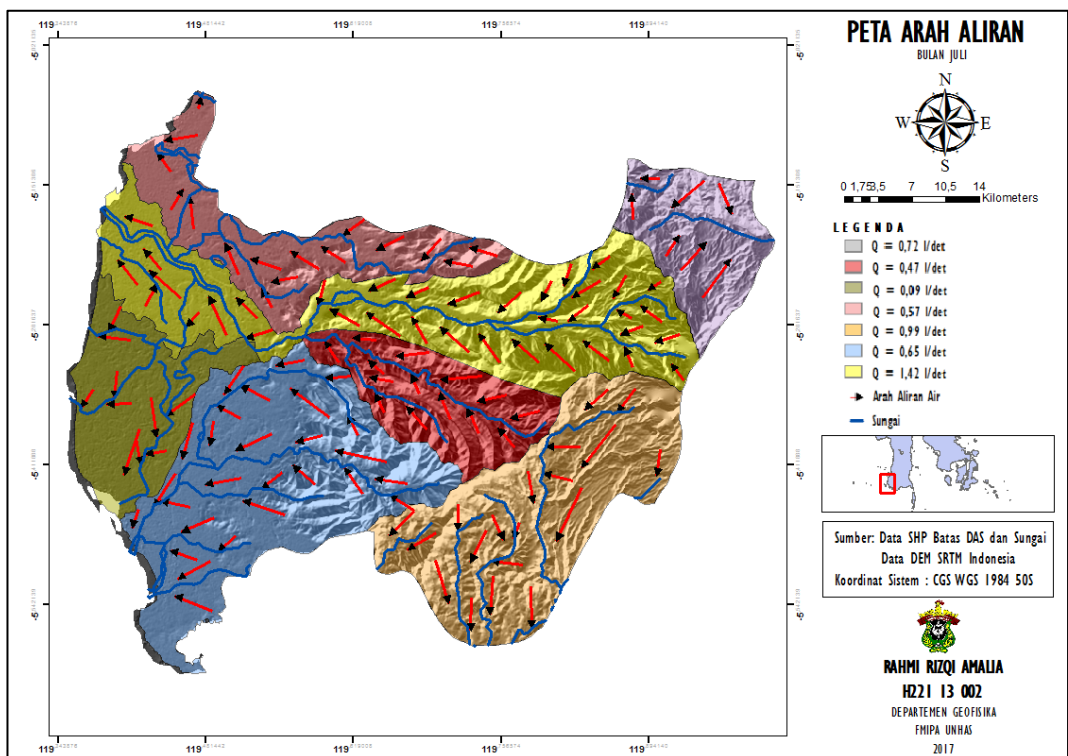 PETA ARAH ALIRAN
BULAN JULI
N
W E
S
0 1,75 3,5 7 10,5 14
Kilometers
LEGENDA
Q = 0,72 l/det
Q = 0,47 l/det
Q = 0,09 l/det
Q = 0,57 l/det
Q = 0,99 l/det
Q = 0,65 l/det
Q = 1,42 l/det
Arah Aliran Air
Sungai
Sumber: Data SHP Batas DAS dan Sungai
Data DEM SRTM Indonesia
Koordinat Sistem : CGS WGS 1984 50S
RAHMI RIZQI AMALIA
H221 13 002
DEPARTEMEN GEOFISIKA
FMIPA UNHAS
2017